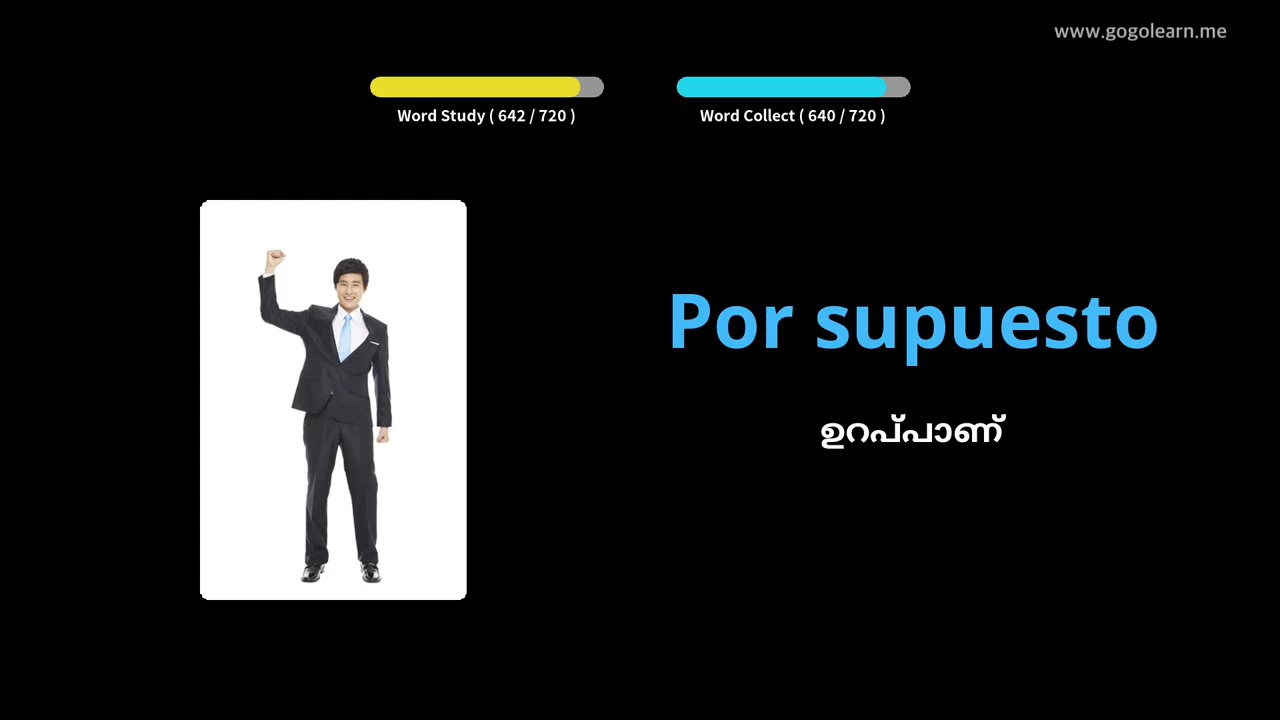 www.gogolearn.me
Word Study ( 642 / 720 )
Word Collect ( 640 / 720 )
Por supuesto
ഉറപ്പാണ്